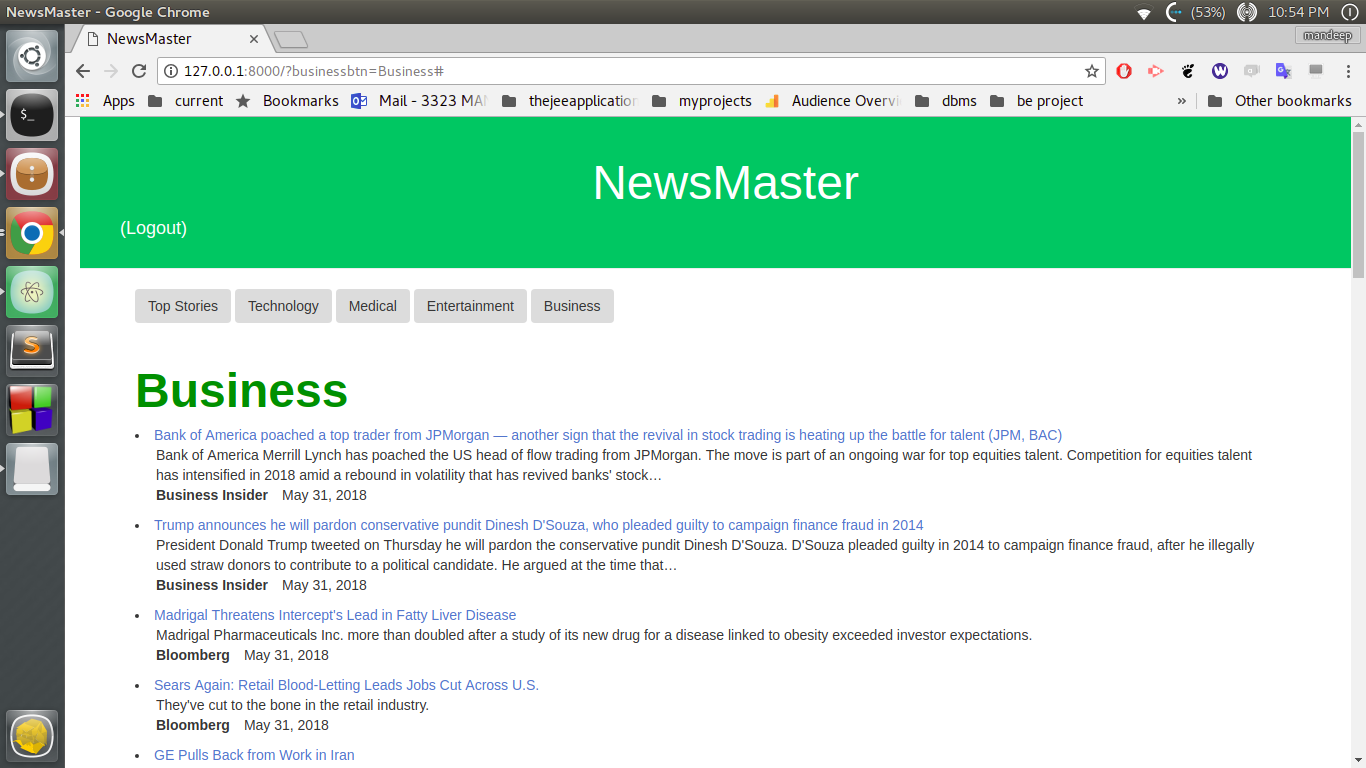 NewsMaster - Google Chrome
(53%)
10:54 PM
NewsMaster
mandeep
127.0.0.1:8000/?businessbtn=Business#
Apps
current
Bookmarks
Mail - 3323 MAN
thejeeapplication
myprojects
Audience Overvi
dbms
be project
»
Other bookmarks
NewsMaster
(Logout)
Top Stories
Technology
Medical
Entertainment
Business
Business
• Bank of America poached a top trader from JPMorgan — another sign that the revival in stock trading is heating up the battle for talent (JPM, BAC)
Bank of America Merrill Lynch has poached the US head of flow trading from JPMorgan. The move is part of an ongoing war for top equities talent. Competition for equities talent
has intensified in 2018 amid a rebound in volatility that has revived banks' stock…
Business Insider May 31, 2018
• Trump announces he will pardon conservative pundit Dinesh D'Souza, who pleaded guilty to campaign finance fraud in 2014
President Donald Trump tweeted on Thursday he will pardon the conservative pundit Dinesh D'Souza. D'Souza pleaded guilty in 2014 to campaign finance fraud, after he illegally
used straw donors to contribute to a political candidate. He argued at the time that…
Business Insider May 31, 2018
• Madrigal Threatens Intercept's Lead in Fatty Liver Disease
Madrigal Pharmaceuticals Inc. more than doubled after a study of its new drug for a disease linked to obesity exceeded investor expectations.
Bloomberg May 31, 2018
• Sears Again: Retail Blood-Letting Leads Jobs Cut Across U.S.
They've cut to the bone in the retail industry.
Bloomberg May 31, 2018
• GE Pulls Back from Work in Iran